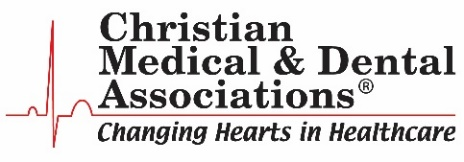 Christian
Medical & Dental
Associations®
Changing Hearts in Healthcare